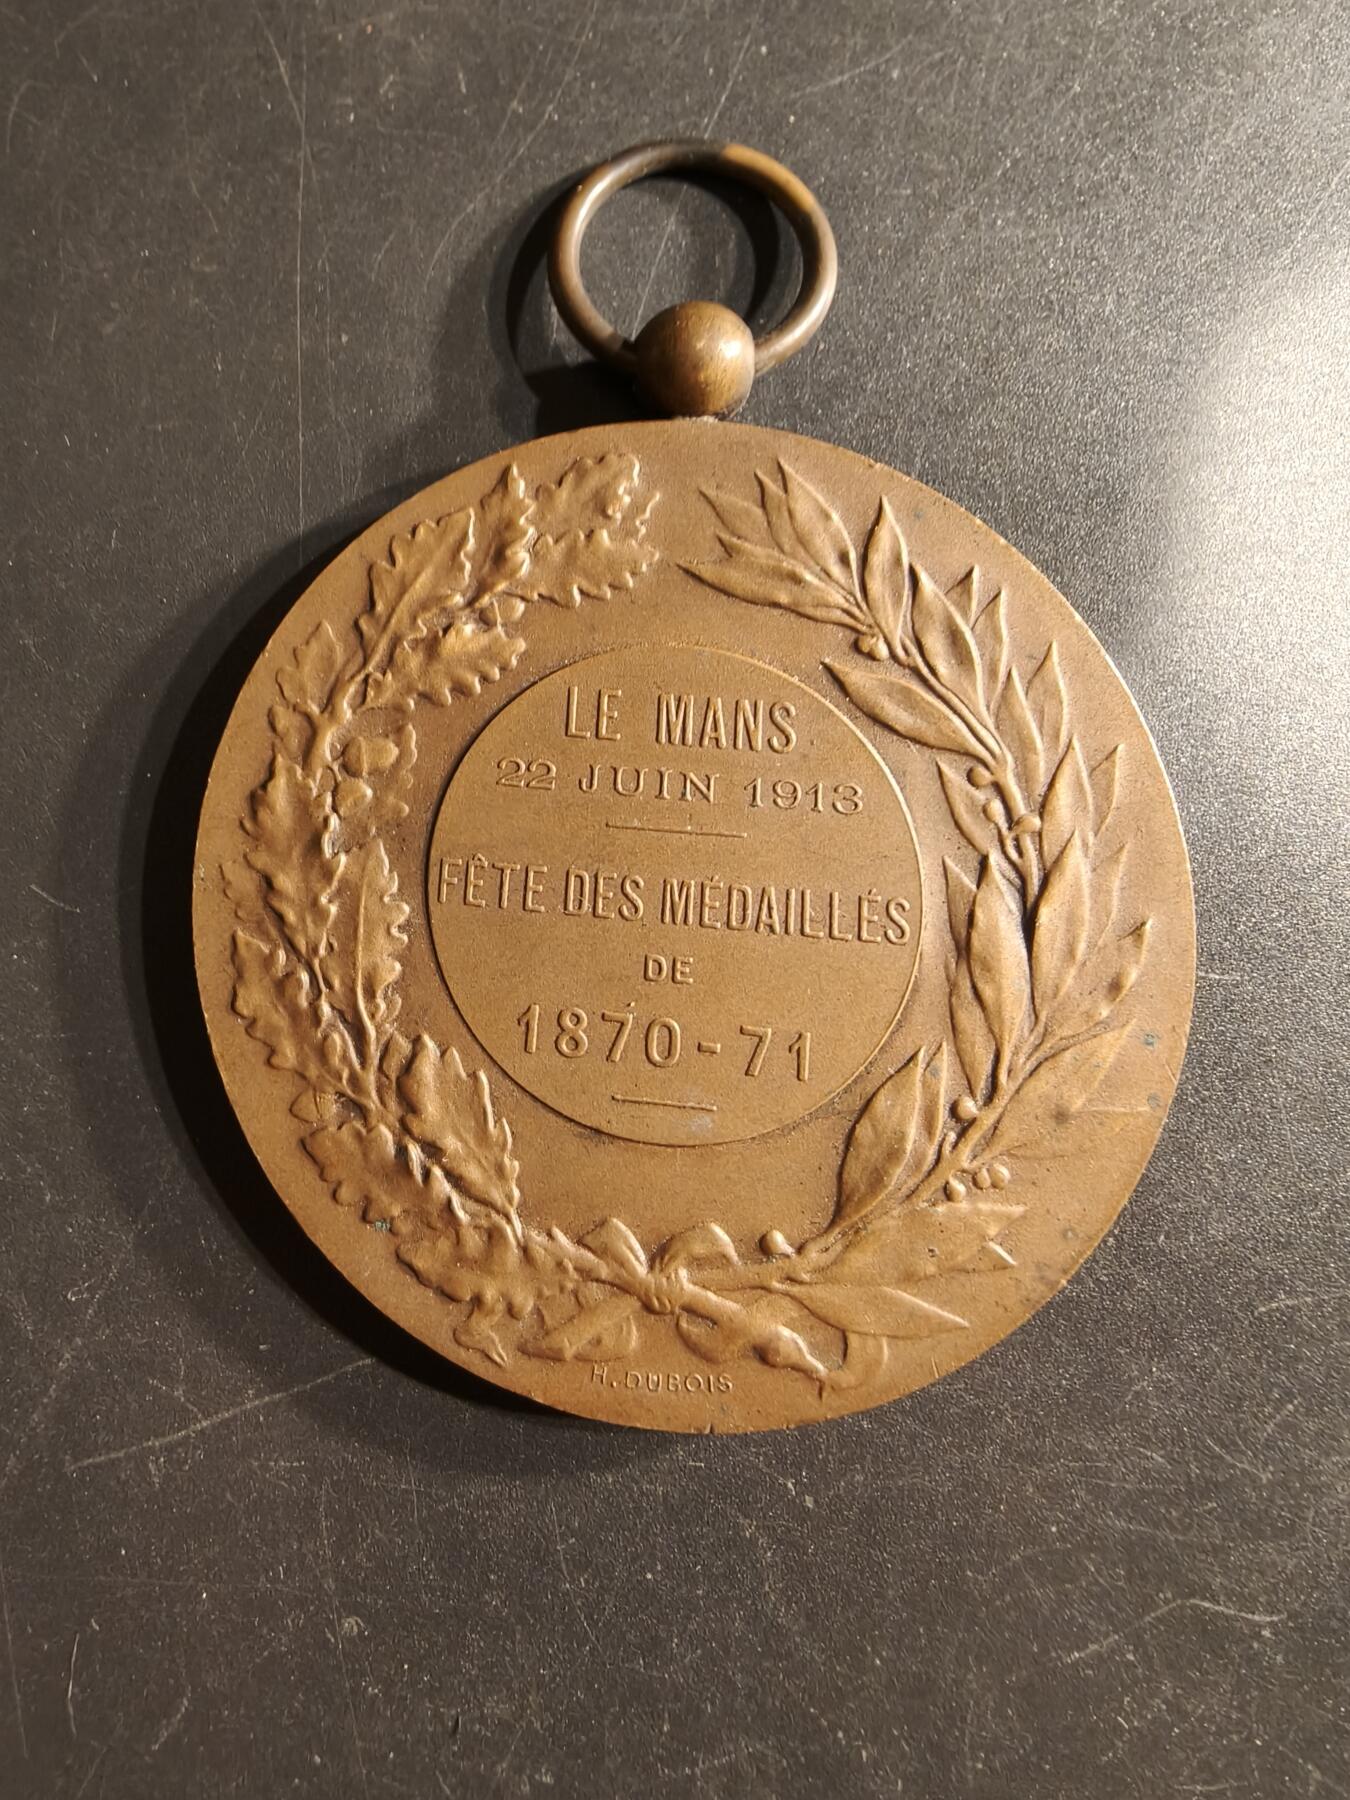 LE MANS
22 JUIN 1913
FÊTE DES MÉDAILLÉS
DE
1870-71
H. DUBOIS